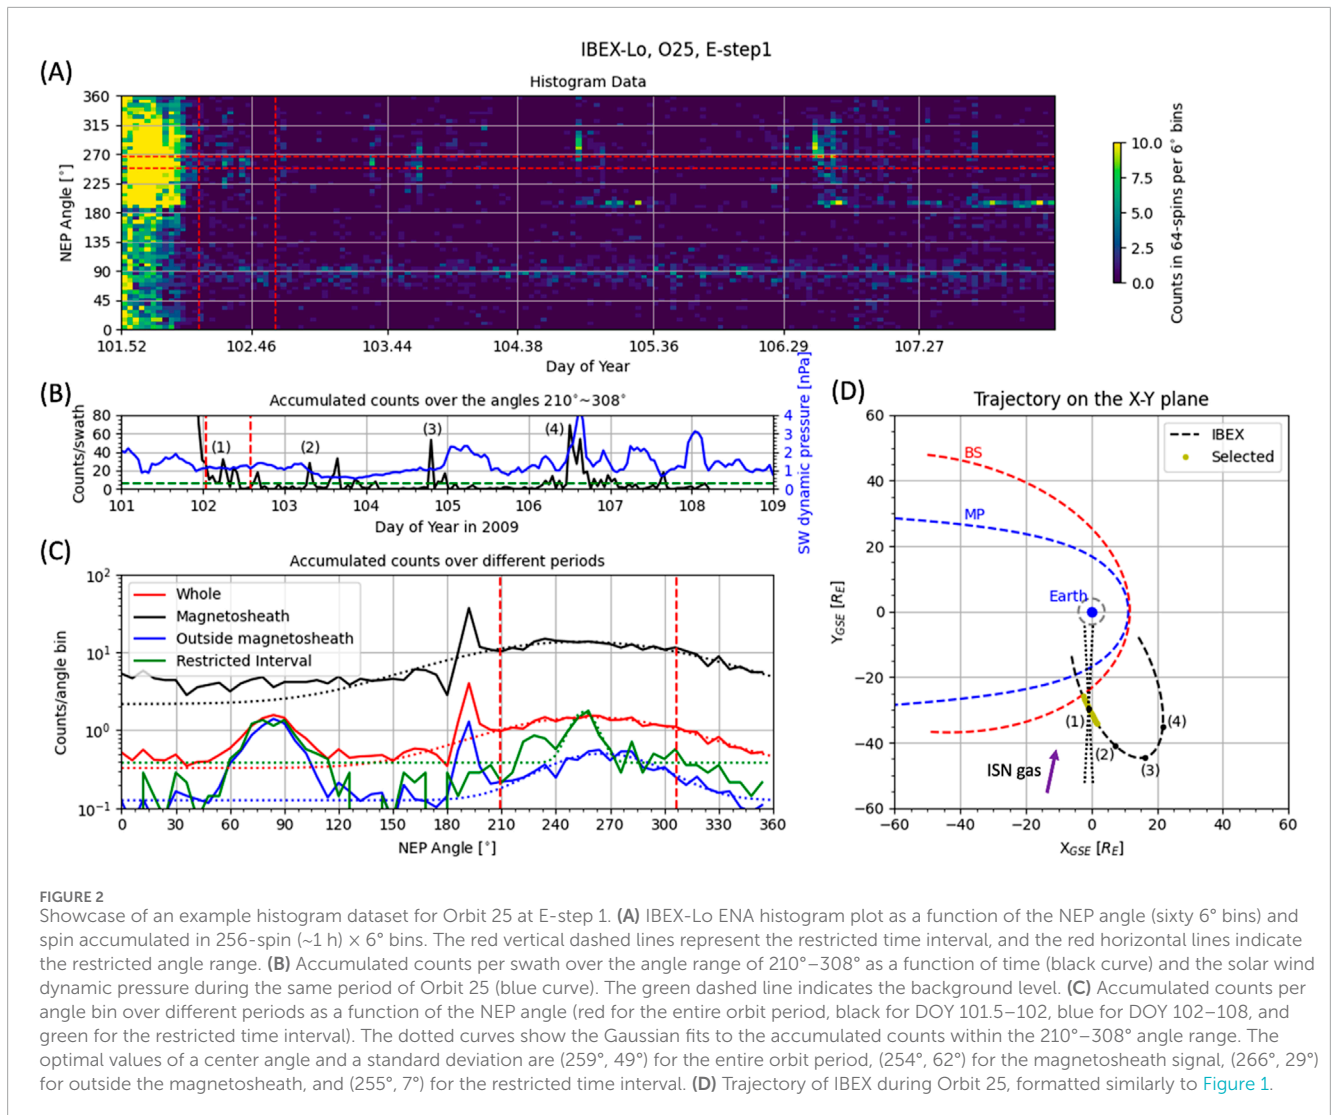 IBEX-Lo, O25, E-step1
(A)
Histogram Data
360
315
270
225
180
135
90
45
0
NEP Angle [°]
101.52
102.46
103.44
104.38
105.36
106.29
107.27
Day of Year
10.0
7.5
5.0
2.5
0.0
Counts in 64-spins per 6° bins
(B)
Accumulated counts over the angles 210°~308°
80
60
40
20
0
Counts/swath
(1)
(2)
(3)
(4)
4
3
2
1
0
SW dynamic pressure [nPa]
101
102
103
104
105
106
107
108
109
Day of Year in 2009
(C)
Accumulated counts over different periods
10²
10¹
10⁰
10⁻¹
Counts/angle bin
Whole
Magnetosheath
Outside magnetosheath
Restricted Interval
0
30
60
90
120
150
180
210
240
270
300
330
360
NEP Angle [°]
(D)
Trajectory on the X-Y plane
60
40
20
0
−20
−40
−60
Y_GSE [R_E]
IBEX
Selected
BS
MP
Earth
(1)
(2)
(3)
(4)
ISN gas
−60
−40
−20
0
20
40
60
X_GSE [R_E]
FIGURE 2
Showcase of an example histogram dataset for Orbit 25 at E-step 1. (A) IBEX-Lo ENA histogram plot as a function of the NEP angle (sixty 6° bins) and
spin accumulated in 256-spin (~1 h) × 6° bins. The red vertical dashed lines represent the restricted time interval, and the red horizontal lines indicate
the restricted angle range. (B) Accumulated counts per swath over the angle range of 210°–308° as a function of time (black curve) and the solar wind
dynamic pressure during the same period of Orbit 25 (blue curve). The green dashed line indicates the background level. (C) Accumulated counts per
angle bin over different periods as a function of the NEP angle (red for the entire orbit period, black for DOY 101.5–102, blue for DOY 102–108, and
green for the restricted time interval). The dotted curves show the Gaussian fits to the accumulated counts within the 210°–308° angle range. The
optimal values of a center angle and a standard deviation are (259°, 49°) for the entire orbit period, (254°, 62°) for the magnetosheath signal, (266°, 29°)
for outside the magnetosheath, and (255°, 7°) for the restricted time interval. (D) Trajectory of IBEX during Orbit 25, formatted similarly to Figure 1.